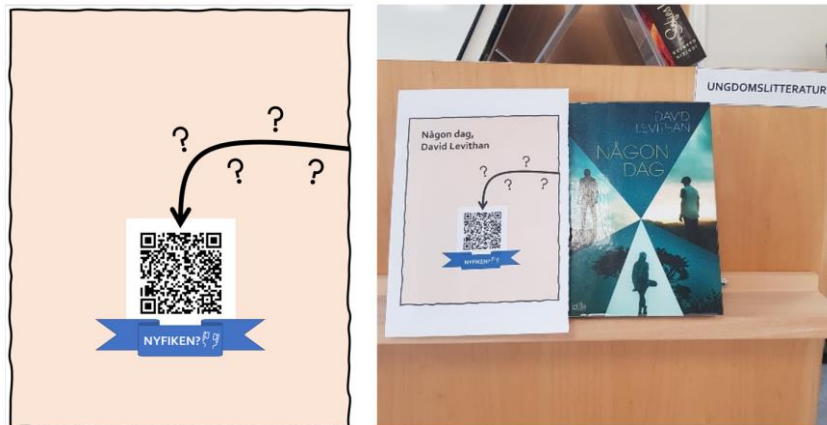 ?
?
?
?
NYFIKEN?
UNGDOMSLITTERATUR
Någon dag,
David Levithan
?
?
?
?
NYFIKEN?
DAVID
LEVITHAN
NÅGON
DAG